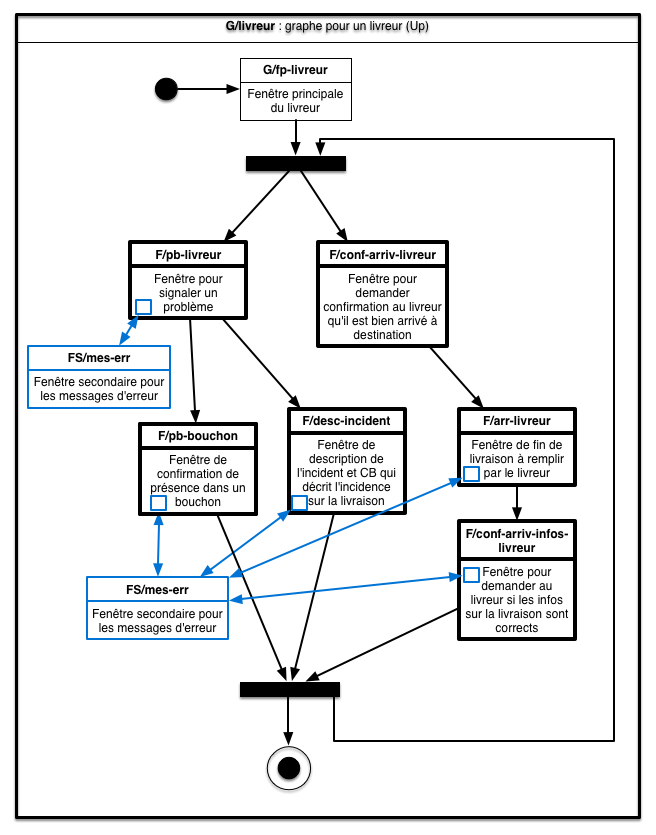 G/livreur : graphe pour un livreur (Up)
G/fp-livreur
Fenêtre principale
du livreur
F/pb-livreur
Fenêtre pour
signaler un
problème
F/conf-arriv-livreur
Fenêtre pour
demander
confirmation au livreur
qu'il est bien arrivé à
destination
FS/mes-err
Fenêtre secondaire pour
les messages d'erreur
F/pb-bouchon
Fenêtre de
confirmation de
présence dans un
bouchon
F/desc-incident
Fenêtre de
description de
l'incident et CB qui
décrit l'incidence
sur la livraison
F/arr-livreur
Fenêtre de fin de
livraison à remplir
par le livreur
F/conf-arriv-infos-
livreur
Fenêtre pour
demander au
livreur si les infos
sur la livraison sont
corrects
FS/mes-err
Fenêtre secondaire pour
les messages d'erreur